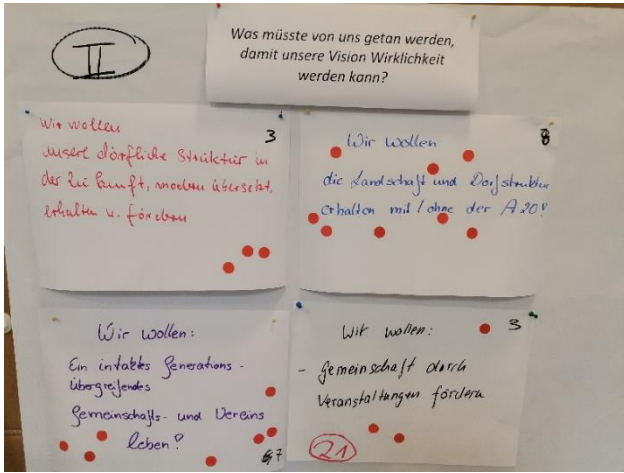 II
Was müsste von uns getan werden,
damit unsere Vision Wirklichkeit
werden kann?
3
Wir wollen
unsere dörfliche Struktur in
der Zukunft, modern übersetzt,
erhalten u. fördern
8
Wir wollen
die Landschaft und Dorfstruktur
erhalten mit / ohne der A20!
Wir wollen:
Ein intaktes Generations-
übergreifendes
Gemeinschafts- und Vereins
leben!
7
3
Wir wollen:
- Gemeinschaft durch
Veranstaltungen fördern
21